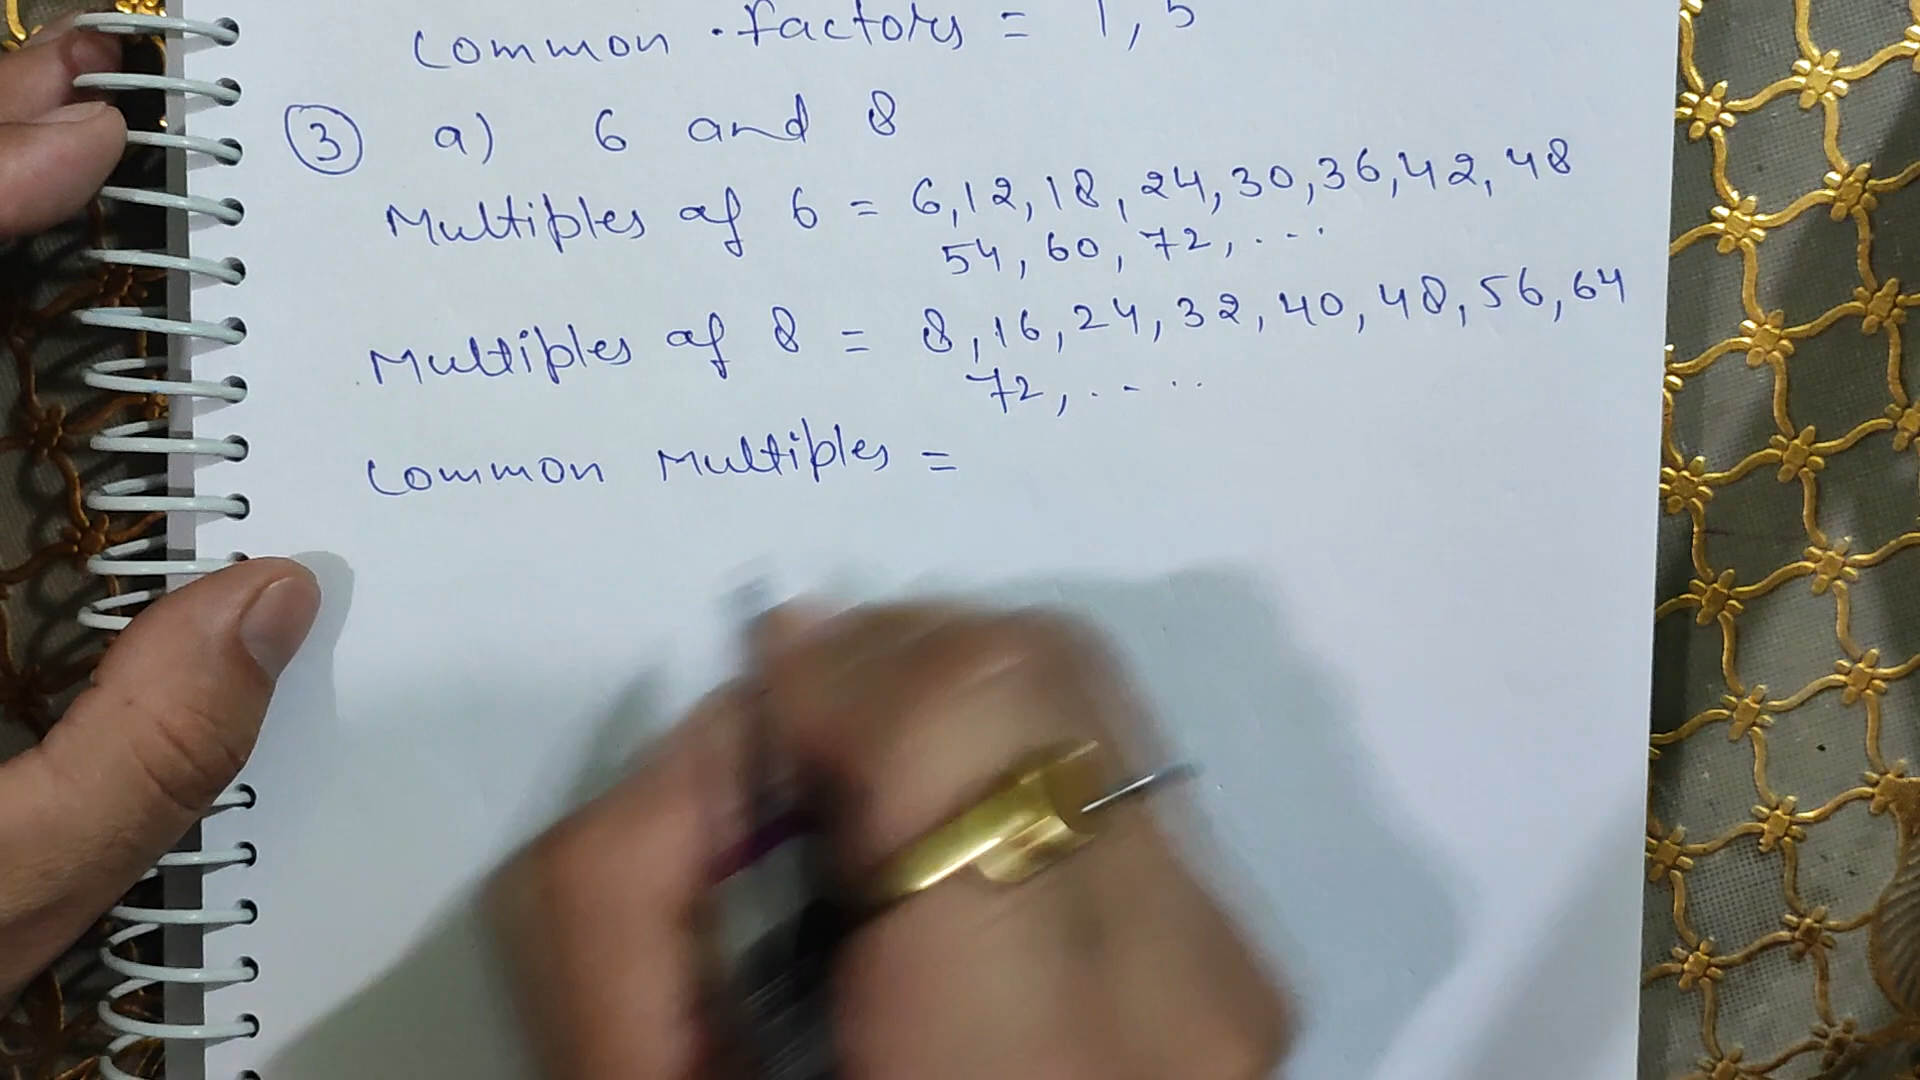 Common . factors = 1, 5
③ a) 6 and 8
Multiples of 6 = 6, 12, 18, 24, 30, 36, 42, 48
54, 60, 72, ....
Multiples of 8 = 8, 16, 24, 32, 40, 48, 56, 64
72, .....
Common Multiples =